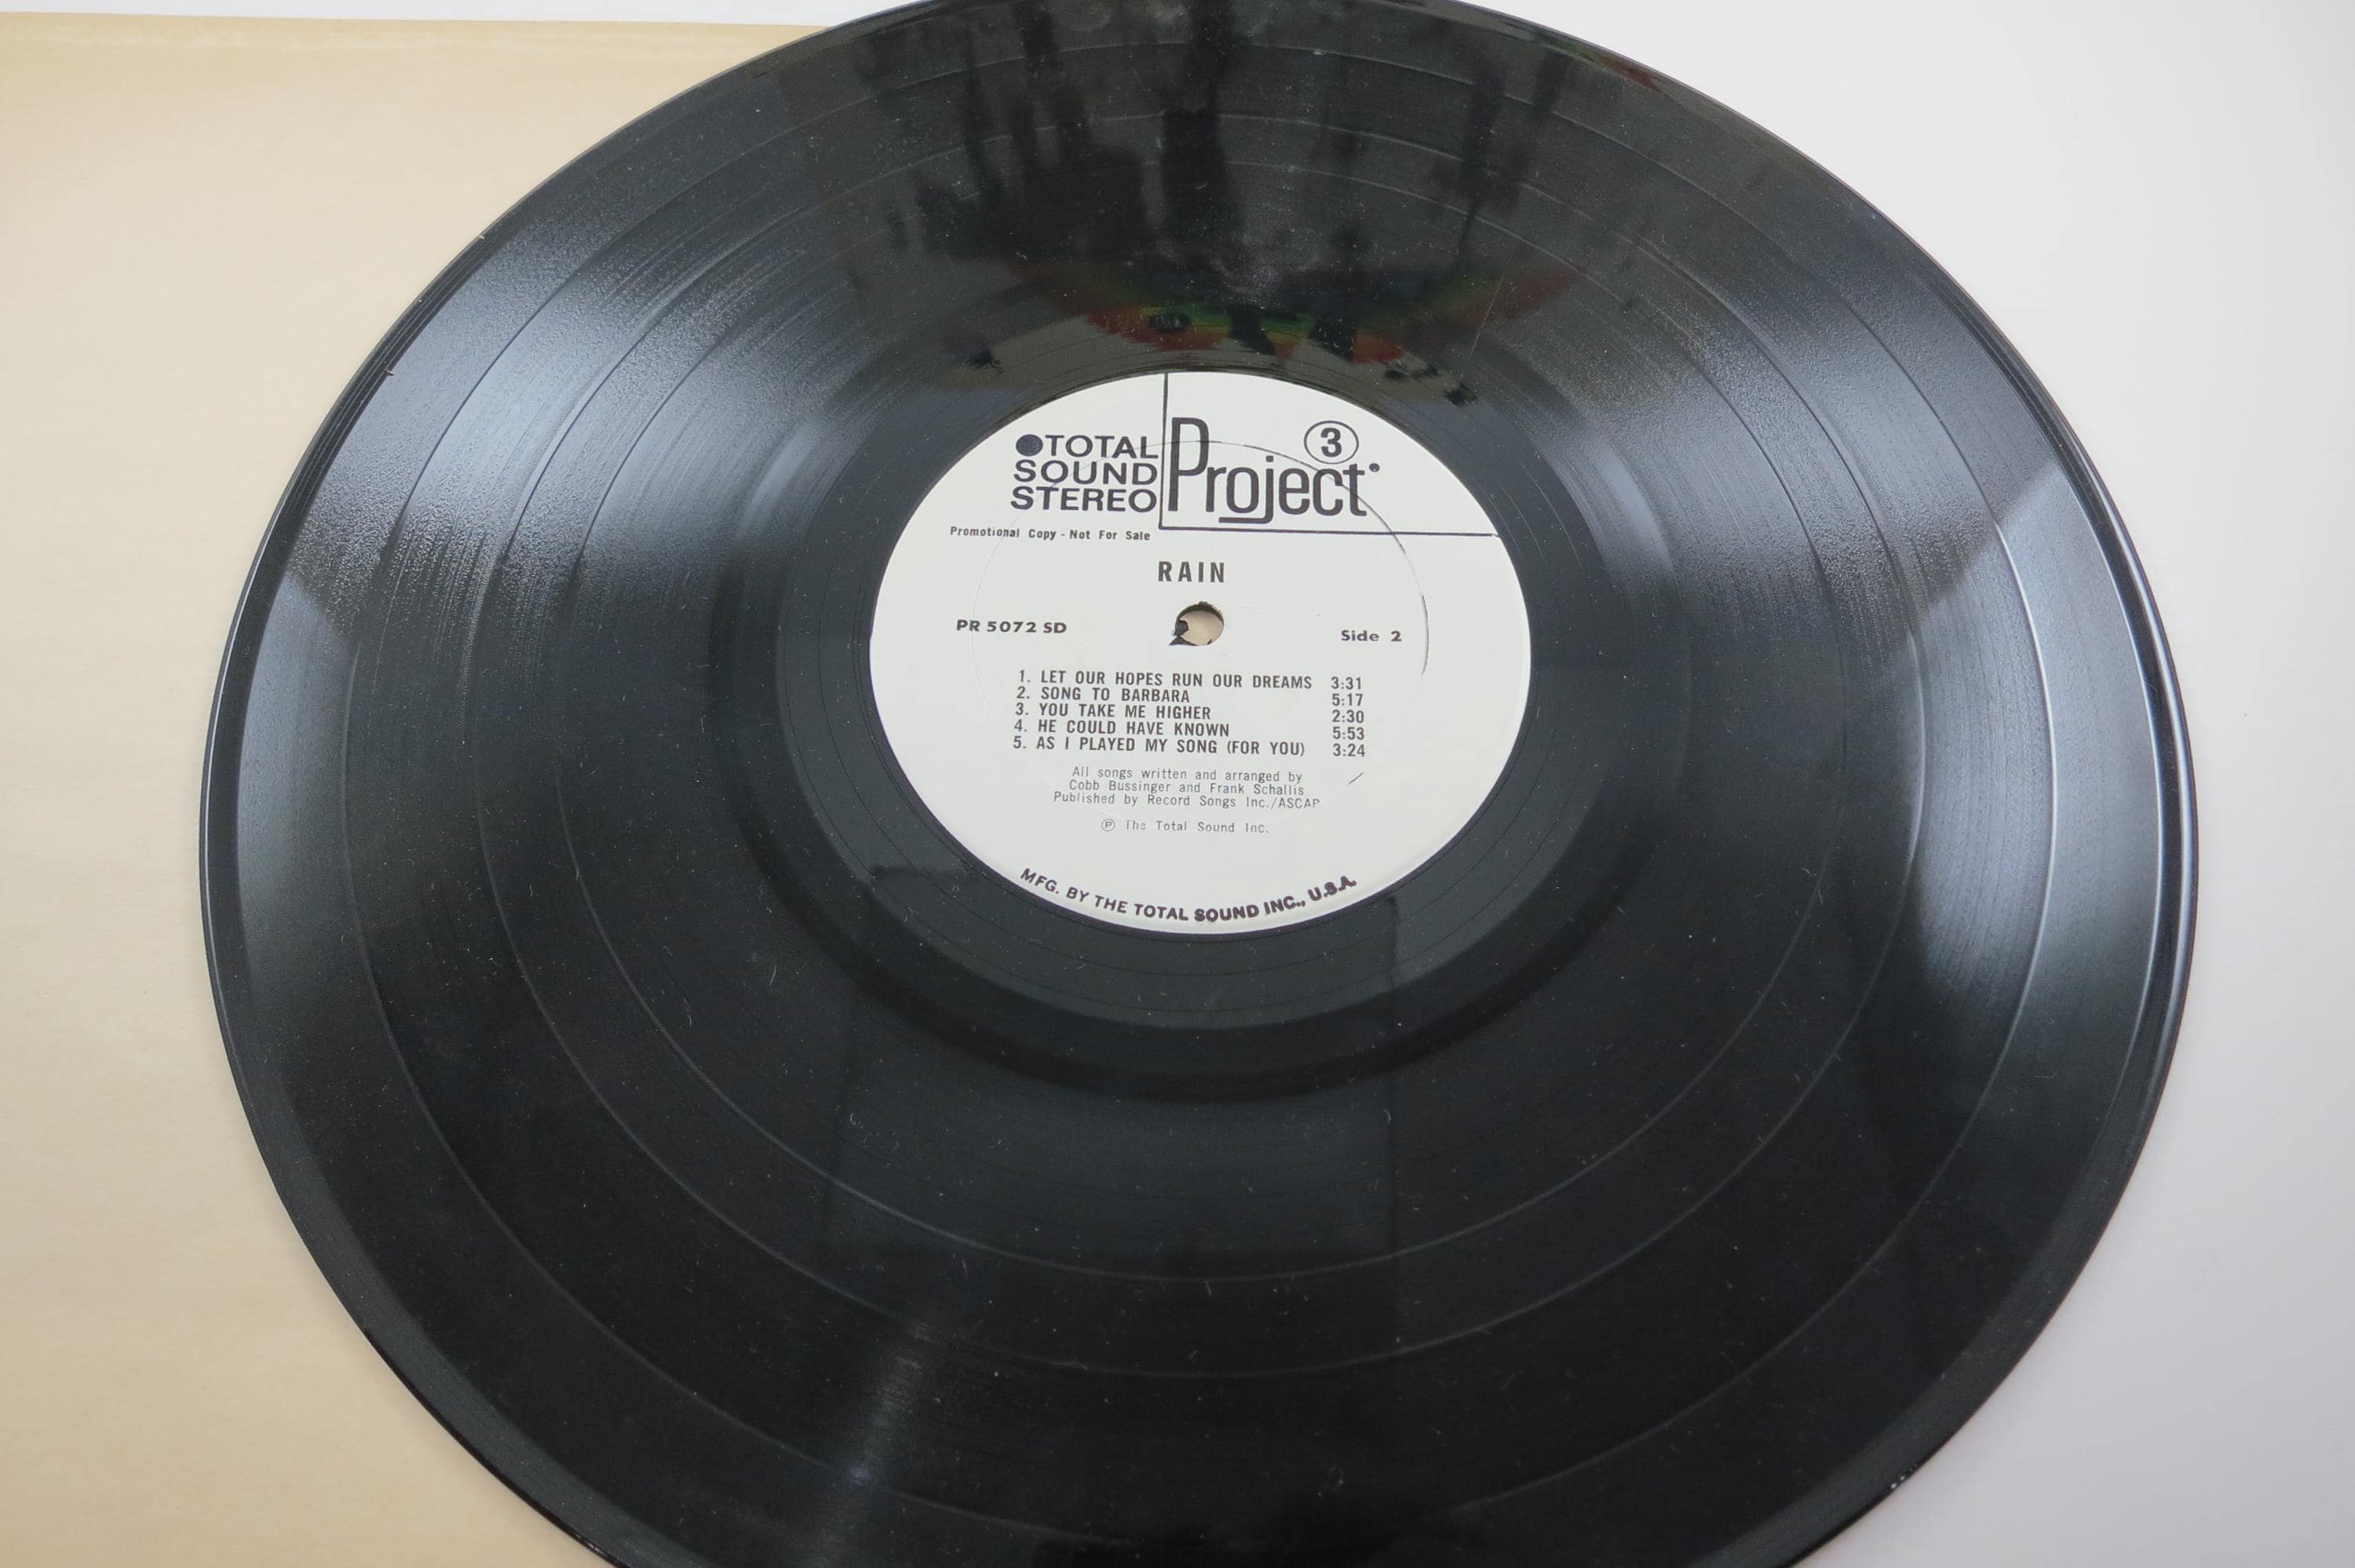 ●TOTAL
SOUND
STEREO
Project®
3
Promotional Copy - Not For Sale
RAIN
PR 5072 SD
Side 2
1. LET OUR HOPES RUN OUR DREAMS 3:31
2. SONG TO BARBARA 5:17
3. YOU TAKE ME HIGHER 2:30
4. HE COULD HAVE KNOWN 5:53
5. AS I PLAYED MY SONG (FOR YOU) 3:24
All songs written and arranged by
Cobb Bussinger and Frank Schallis
Published by Record Songs Inc./ASCAP
Ⓟ The Total Sound Inc.
MFG. BY THE TOTAL SOUND INC., U.S.A.